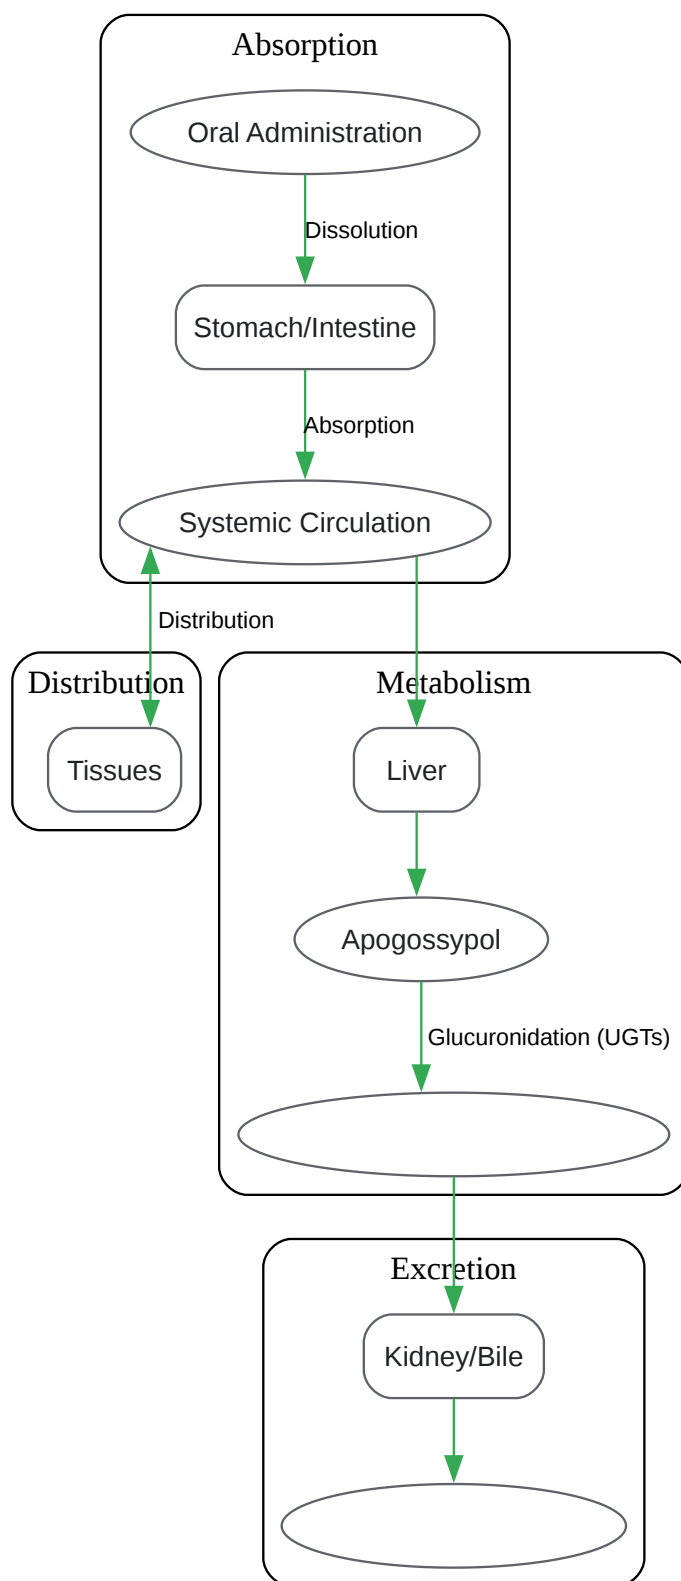 Absorption
Oral Administration
Dissolution
Stomach/Intestine
Absorption
Systemic Circulation
Distribution
Distribution
Tissues
Metabolism
Liver
Apogossypol
Glucuronidation (UGTs)
Excretion
Kidney/Bile